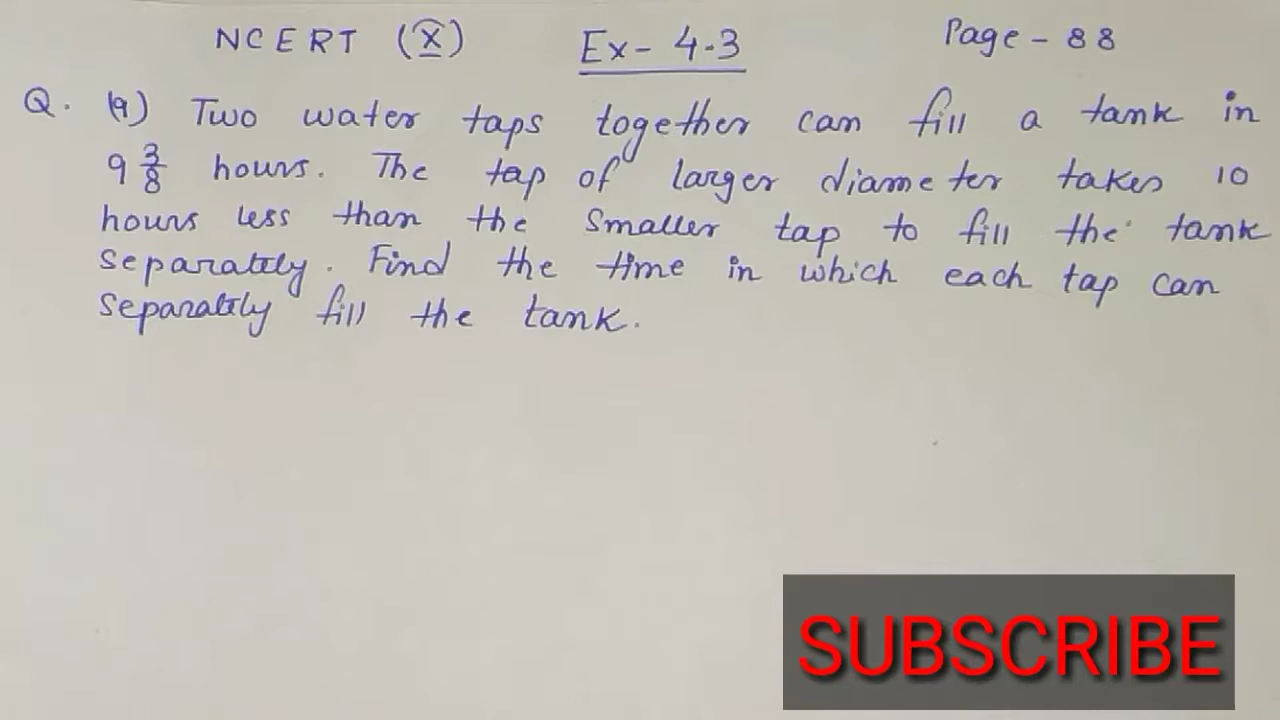 NCERT (X) Ex- 4.3 Page - 88
Q. (9) Two water taps together can fill a tank in
9 3/8 hours. The tap of larger diameter takes 10
hours less than the smaller tap to fill the tank
separately. Find the time in which each tap can
separately fill the tank.
SUBSCRIBE